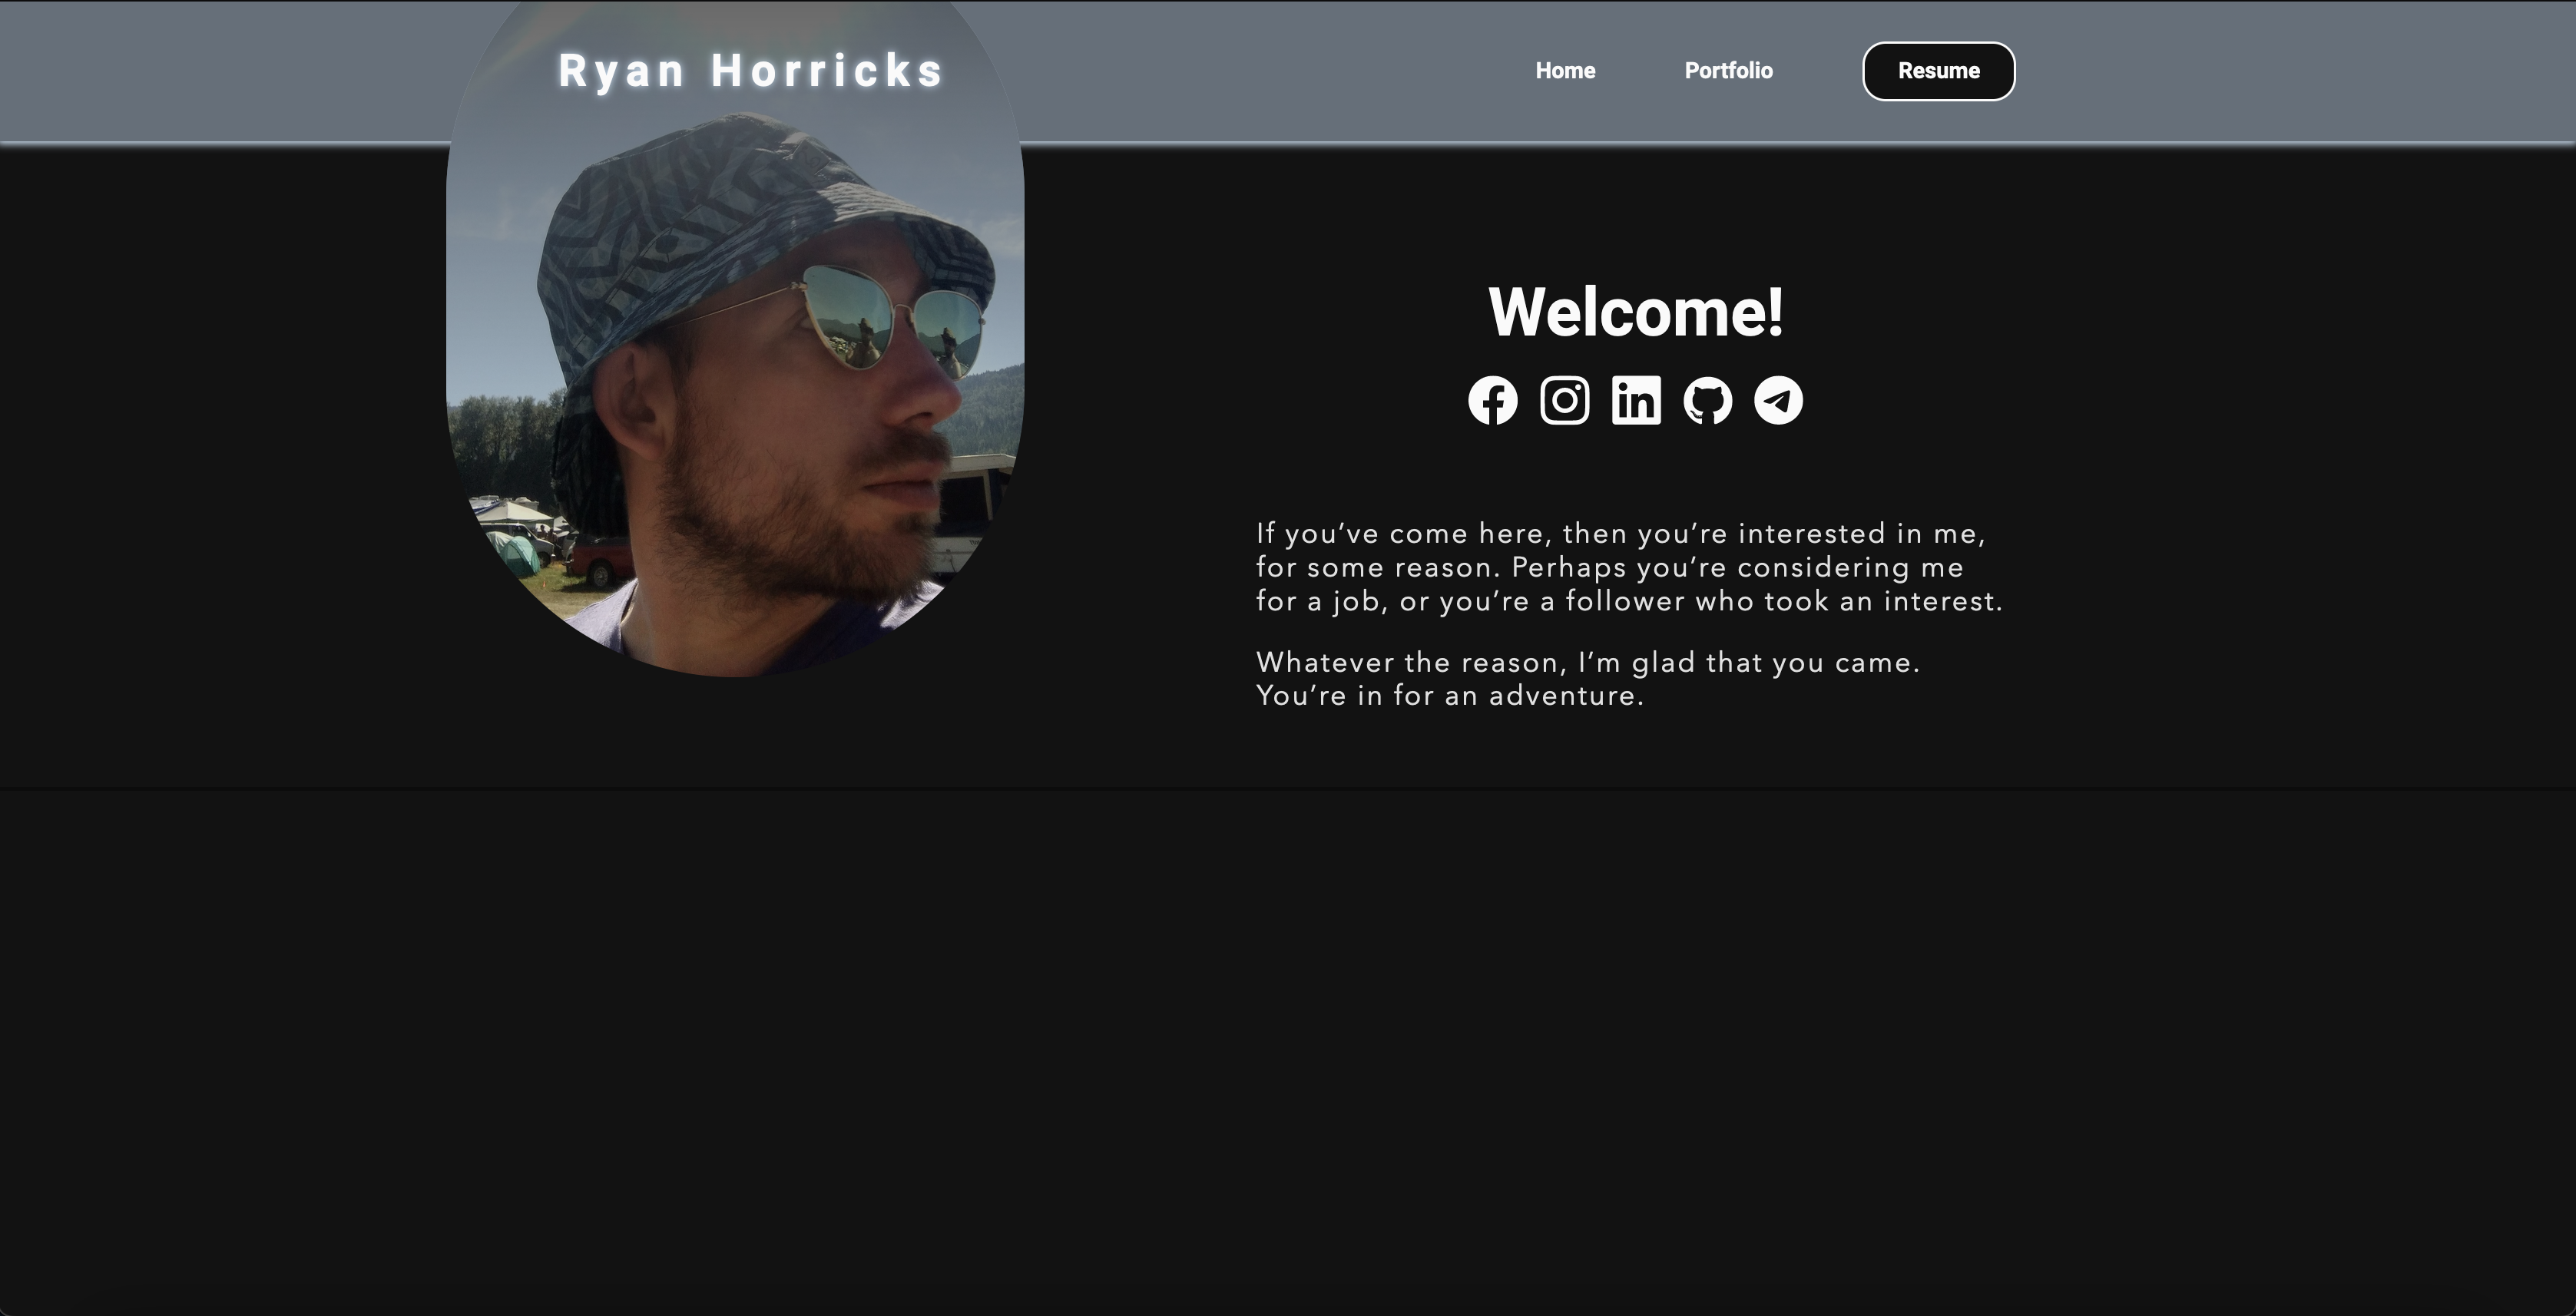 Ryan Horricks
Home
Portfolio
Resume
Welcome!
If you’ve come here, then you’re interested in me,
for some reason. Perhaps you’re considering me
for a job, or you’re a follower who took an interest.
Whatever the reason, I’m glad that you came.
You’re in for an adventure.